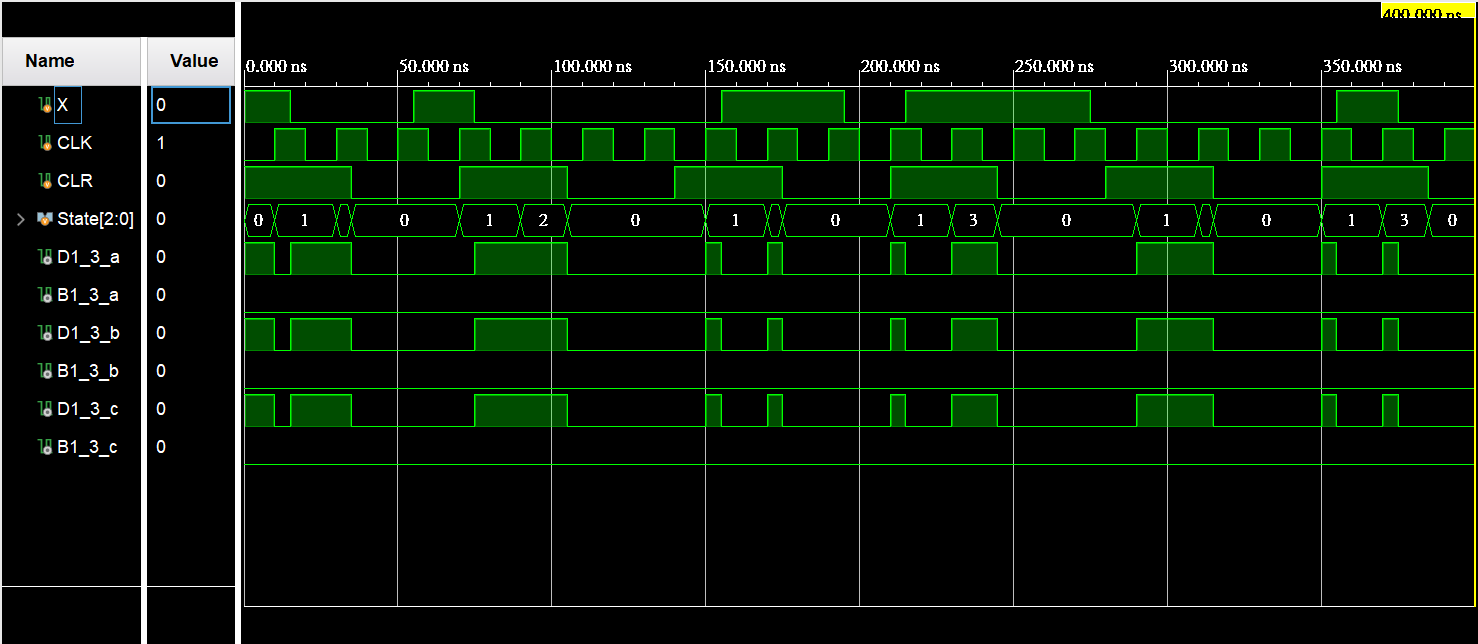 400.000 ns
Name Value
0.000 ns 50.000 ns 100.000 ns 150.000 ns 200.000 ns 250.000 ns 300.000 ns 350.000 ns
X 0
CLK 1
CLR 0
State[2:0] 0 0 1 0 1 2 0 1 0 1 3 0 1 0 1 3 0
D1_3_a 0
B1_3_a 0
D1_3_b 0
B1_3_b 0
D1_3_c 0
B1_3_c 0